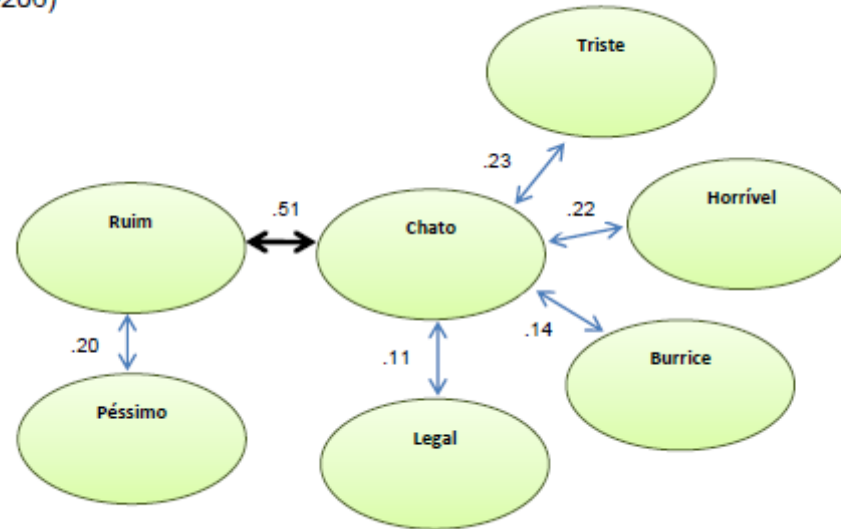 Triste
.23
Horrível
.22
Ruim
.51
Chato
.14
Burrice
.20
.11
Péssimo
Legal